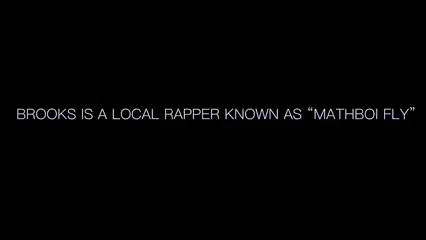 BROOKS IS A LOCAL RAPPER KNOWN AS “MATHBOI FLY”